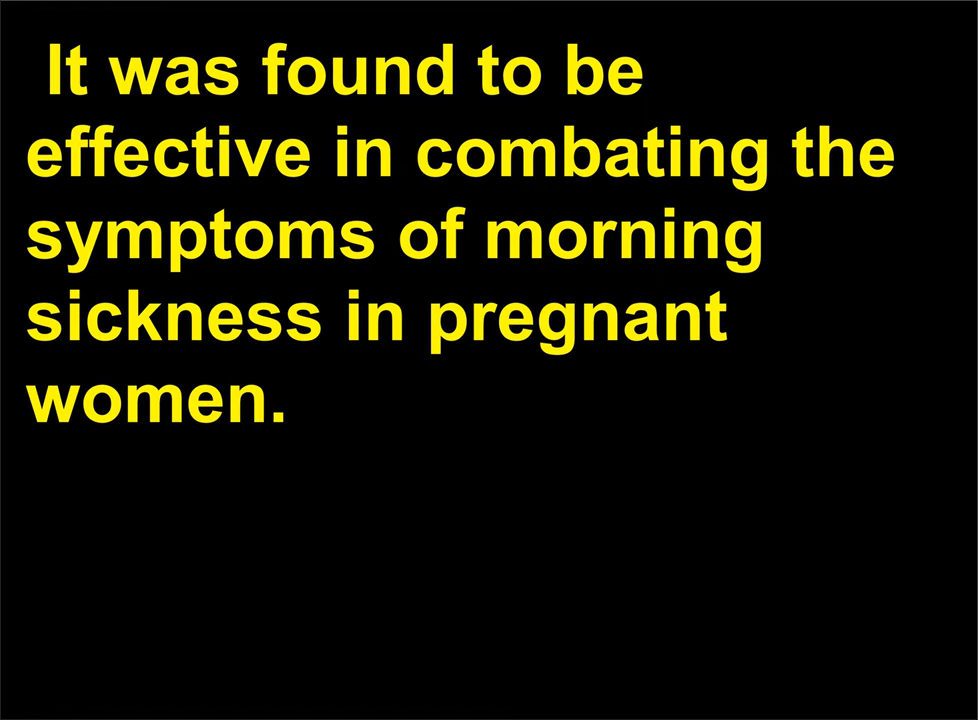 It was found to be
effective in combating the
symptoms of morning
sickness in pregnant
women.